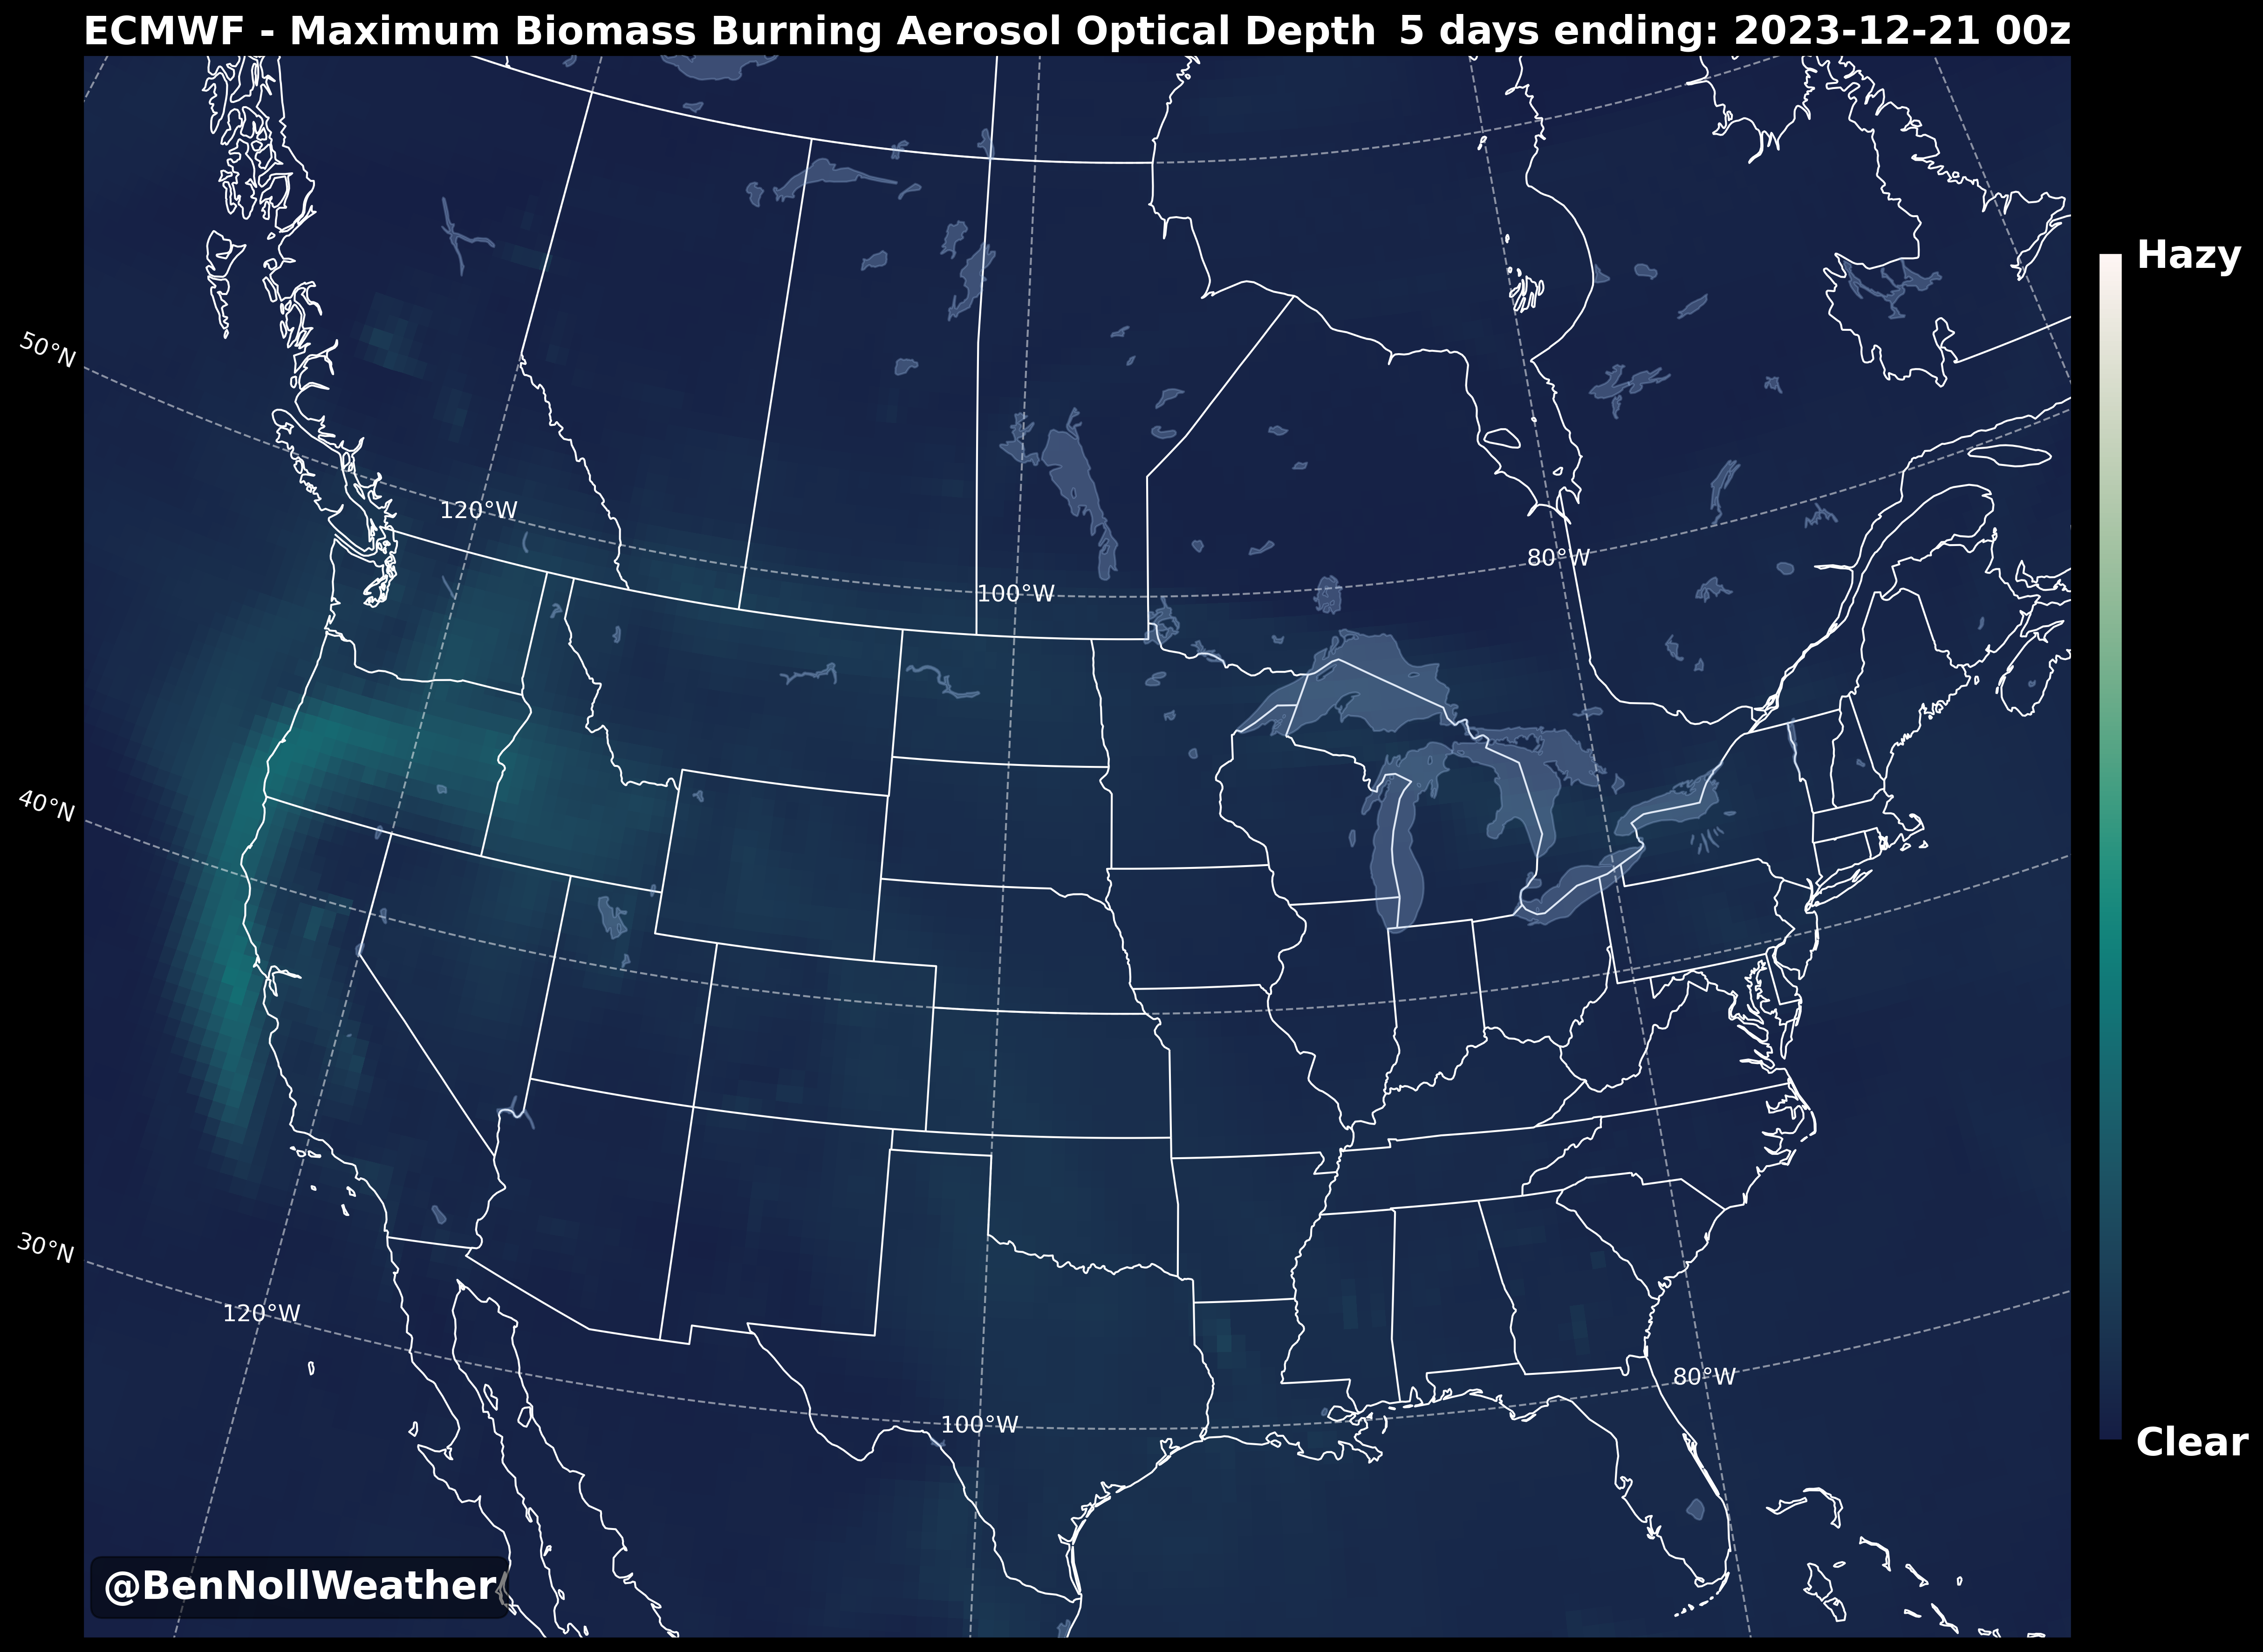 ECMWF - Maximum Biomass Burning Aerosol Optical Depth 5 days ending: 2023-12-21 00z
Hazy
50°N
120°W
80°W
100°W
40°N
30°N
120°W
80°W
100°W
Clear
@BenNollWeather